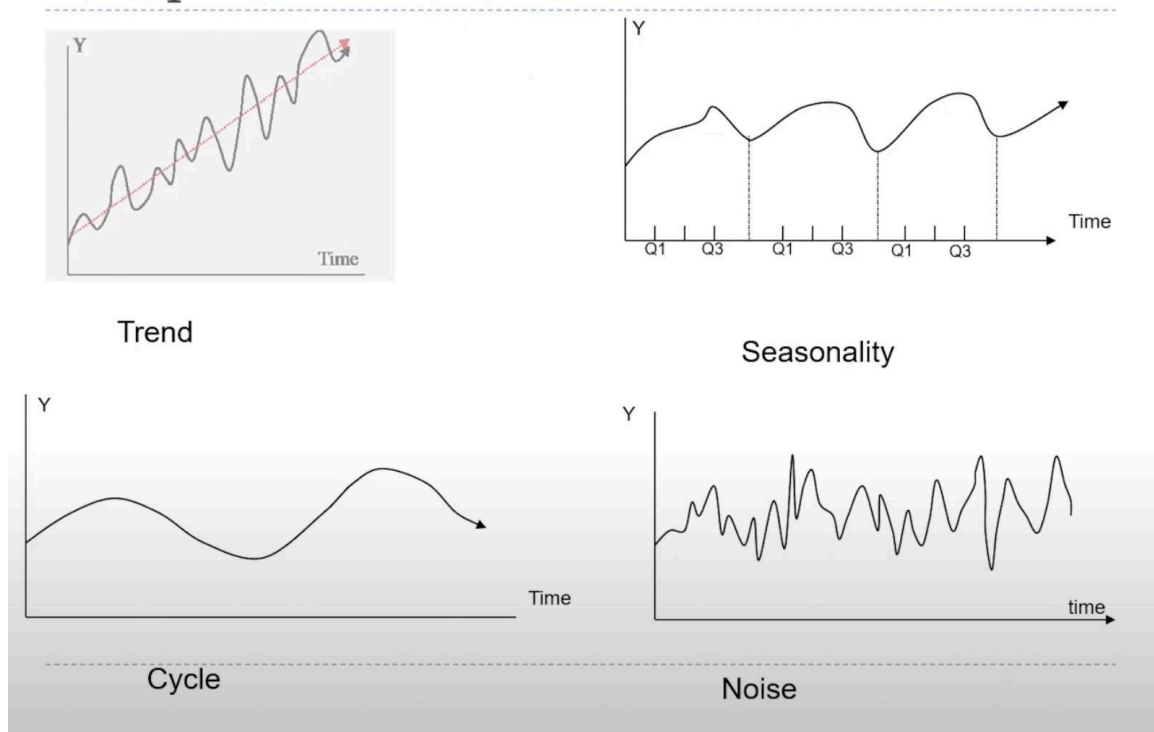 Y
Time
Trend
Y
Time
Q1 Q3 Q1 Q3 Q1 Q3
Seasonality
Y
Time
Cycle
Y
time
Noise